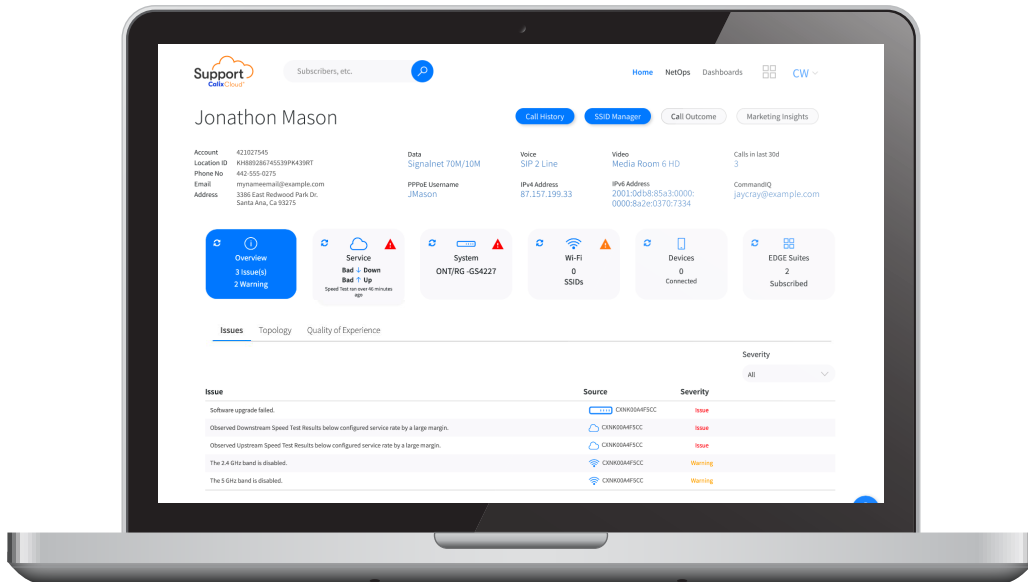 Support
Calix Cloud
Subscribers, etc.
Home NetOps Dashboards CW
Jonathon Mason
Call History SSID Manager Call Outcome Marketing Insights
Account 421027545
Location ID KH889286745539PK439RT
Phone No 442-555-0275
Email mynameemail@example.com
Address 3386 East Redwood Park Dr.
Santa Ana, Ca 93275
Data
Signalnet 70M/10M
PPPoE Username
JMason
Voice
SIP 2 Line
IPv4 Address
87.157.199.33
Video
Media Room 6 HD
IPv6 Address
2001:0db8:85a3:0000:
0000:8a2e:0370:7334
Calls in last 30d
3
CommandIQ
jaycray@example.com
Overview
3 Issue(s)
2 Warning
Service
Bad ↓ Down
Bad ↑ Up
Speed Test ran over 40 minutes
ago
System
ONT/RG -GS4227
Wi-Fi
0
SSIDs
Devices
0
Connected
EDGE Suites
2
Subscribed
Issues Topology Quality of Experience
Severity
All
Issue Source Severity
Software upgrade failed. CXNK00A4F5CC Issue
Observed Downstream Speed Test Results below configured service rate by a large margin. CXNK00A4F5CC Issue
Observed Upstream Speed Test Results below configured service rate by a large margin. CXNK00A4F5CC Issue
The 2.4 GHz band is disabled. CXNK00A4F5CC Warning
The 5 GHz band is disabled. CXNK00A4F5CC Warning